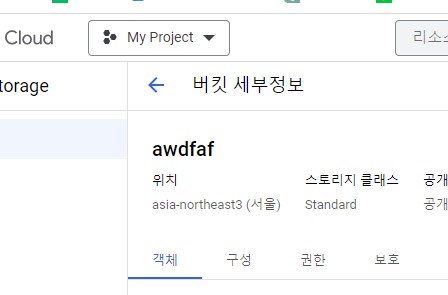 Cloud
My Project
리소스
torage
버킷 세부정보
awdfaf
위치
스토리지 클래스
공개
asia-northeast3 (서울)
Standard
공개
객체
구성
권한
보호